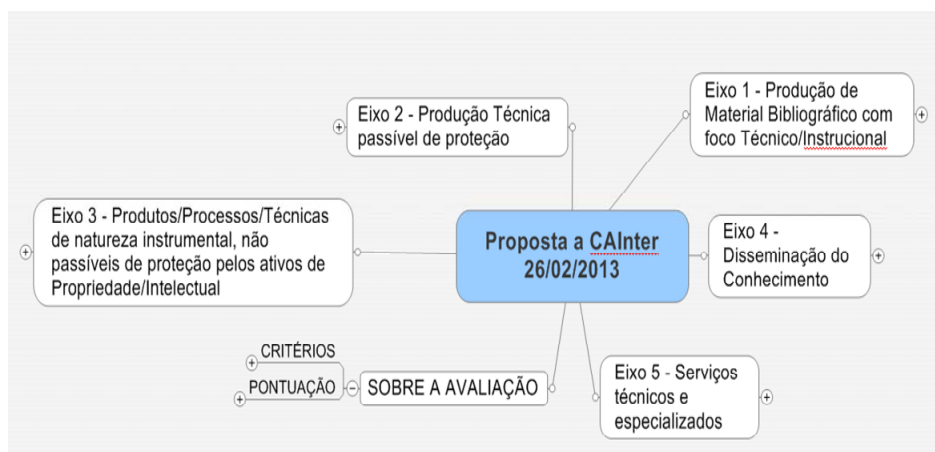 Eixo 1 - Produção de
Material Bibliográfico com
foco Técnico/Instrucional
Eixo 2 - Produção Técnica
passível de proteção
Eixo 3 - Produtos/Processos/Técnicas
de natureza instrumental, não
passíveis de proteção pelos ativos de
Propriedade/Intelectual
Proposta a CAInter
26/02/2013
Eixo 4 -
Disseminação do
Conhecimento
CRITÉRIOS
PONTUAÇÃO
SOBRE A AVALIAÇÃO
Eixo 5 - Serviços
técnicos e
especializados